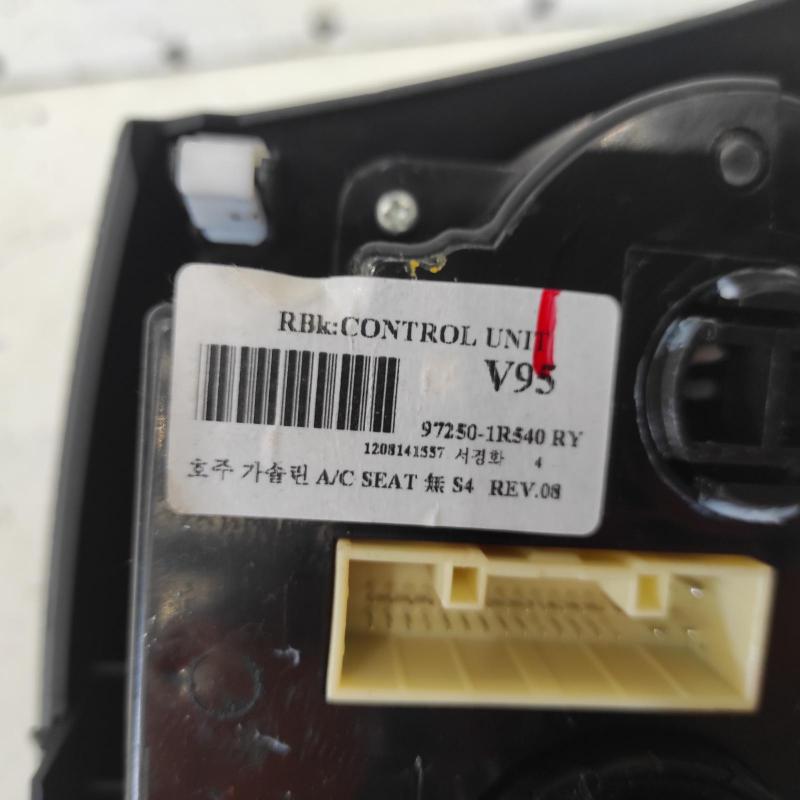 RBk:CONTROL UNIT
V95
97250-1R540 RY
1208141557 서경화 4
호주 가솔린 A/C SEAT 無 S4 REV.08